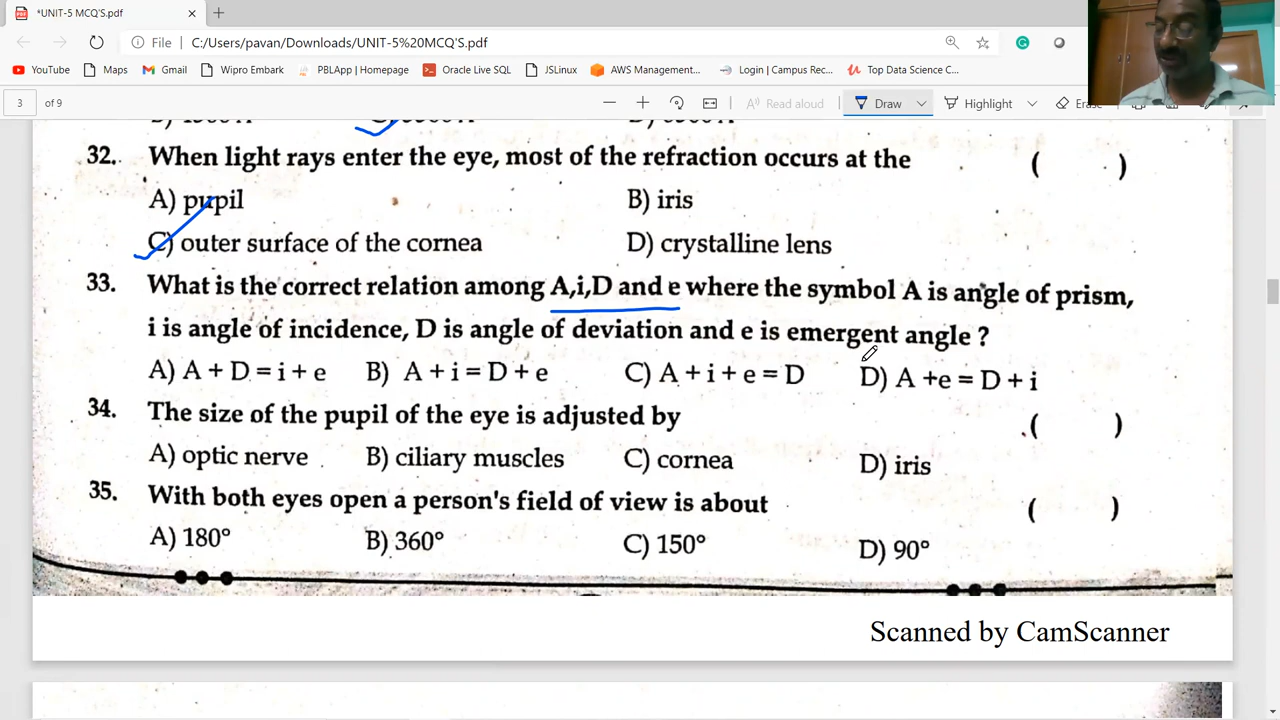 *UNIT-5 MCQ'S.pdf
File C:/Users/pavan/Downloads/UNIT-5%20MCQ'S.pdf
YouTube Maps Gmail Wipro Embark PBLApp | Homepage Oracle Live SQL JSLinux AWS Management... Login | Campus Rec... Top Data Science C...
3 of 9 Read aloud Draw Highlight Erase
32. When light rays enter the eye, most of the refraction occurs at the ( )
A) pupil B) iris
C) outer surface of the cornea D) crystalline lens
33. What is the correct relation among A,i,D and e where the symbol A is angle of prism,
i is angle of incidence, D is angle of deviation and e is emergent angle ?
A) A + D = i + e B) A + i = D + e C) A + i + e = D D) A +e = D + i
34. The size of the pupil of the eye is adjusted by ( )
A) optic nerve B) ciliary muscles C) cornea D) iris
35. With both eyes open a person's field of view is about ( )
A) 180° B) 360° C) 150° D) 90°
Scanned by CamScanner